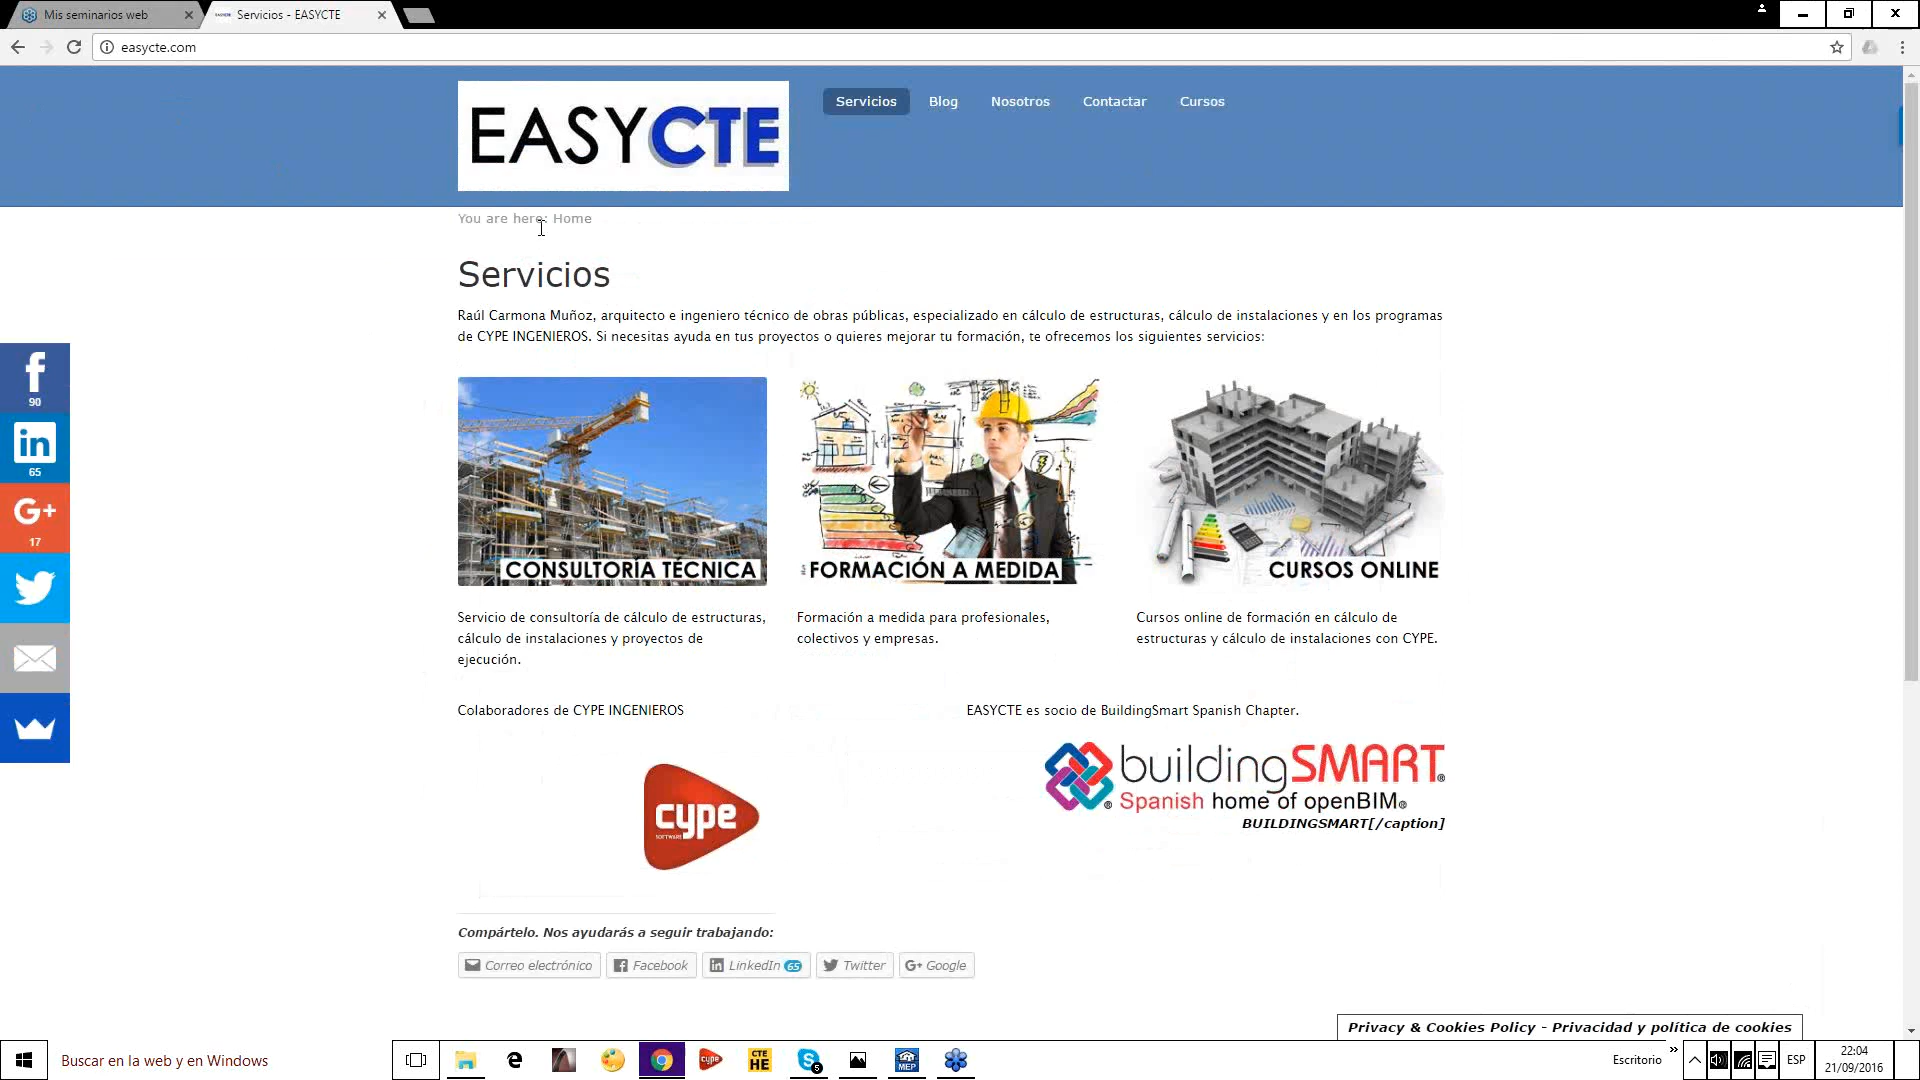 Mis seminarios web
Servicios - EASYCTE
easycte.com
EASYCTE
Servicios
Blog
Nosotros
Contactar
Cursos
You are here: Home
Servicios
Raúl Carmona Muñoz, arquitecto e ingeniero técnico de obras públicas, especializado en cálculo de estructuras, cálculo de instalaciones y en los programas
de CYPE INGENIEROS. Si necesitas ayuda en tus proyectos o quieres mejorar tu formación, te ofrecemos los siguientes servicios:
90
in
65
G+
17
CONSULTORÍA TÉCNICA
FORMACIÓN A MEDIDA
CURSOS ONLINE
Servicio de consultoría de cálculo de estructuras,
cálculo de instalaciones y proyectos de
ejecución.
Formación a medida para profesionales,
colectivos y empresas.
Cursos online de formación en cálculo de
estructuras y cálculo de instalaciones con CYPE.
Colaboradores de CYPE INGENIEROS
EASYCTE es socio de BuildingSmart Spanish Chapter.
cype
SOFTWARE
buildingSMART®
® Spanish home of openBIM®
BUILDINGSMART[/caption]
Compártelo. Nos ayudarás a seguir trabajando:
Correo electrónico
Facebook
LinkedIn 65
Twitter
G+ Google
Privacy & Cookies Policy - Privacidad y política de cookies
Buscar en la web y en Windows
cype
CTE
HE
S
MEP
Escritorio
ESP
22:04
21/09/2016